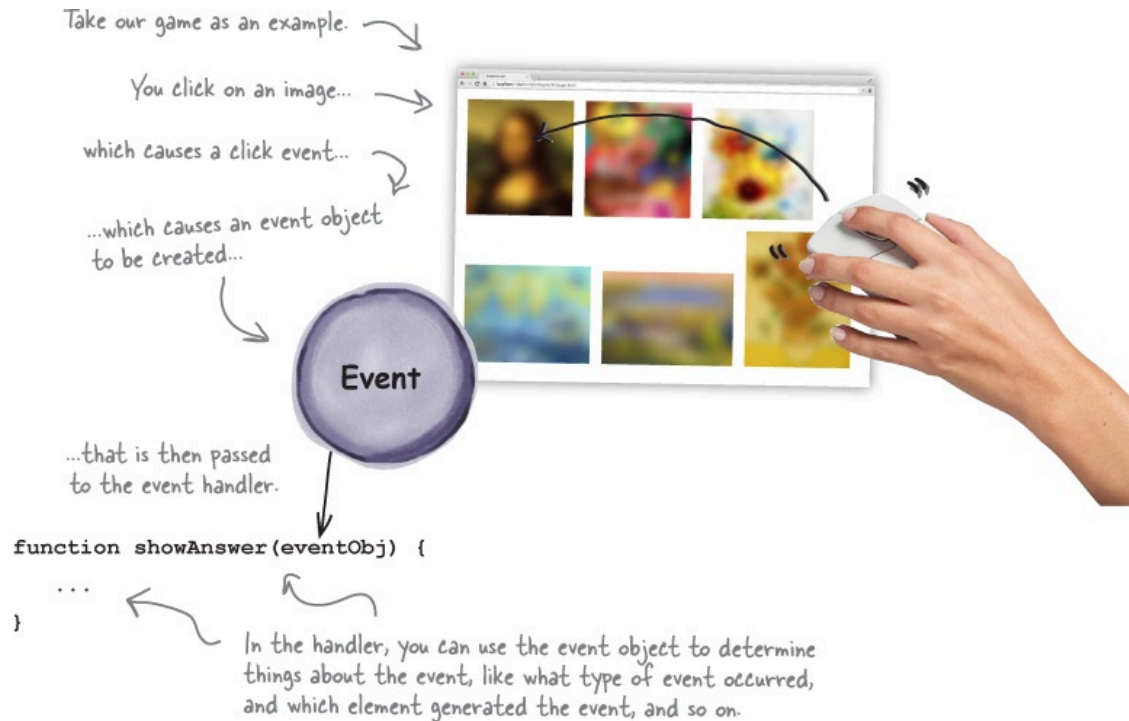 Take our game as an example.
You click on an image...
which causes a click event...
...which causes an event object
to be created...
Event
...that is then passed
to the event handler.
function showAnswer(eventObj) {
...
}
In the handler, you can use the event object to determine
things about the event, like what type of event occurred,
and which element generated the event, and so on.